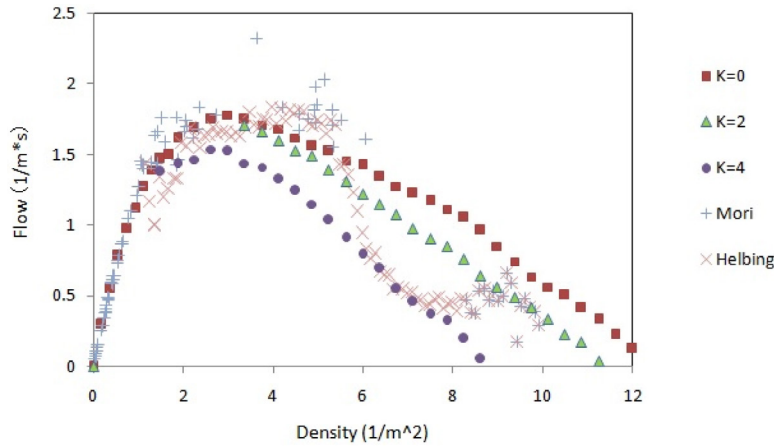 2.5
2
1.5
1
0.5
0
0
2
4
6
8
10
12
Flow (1/m*s)
Density (1/m^2)
K=0
K=2
K=4
Mori
Helbing